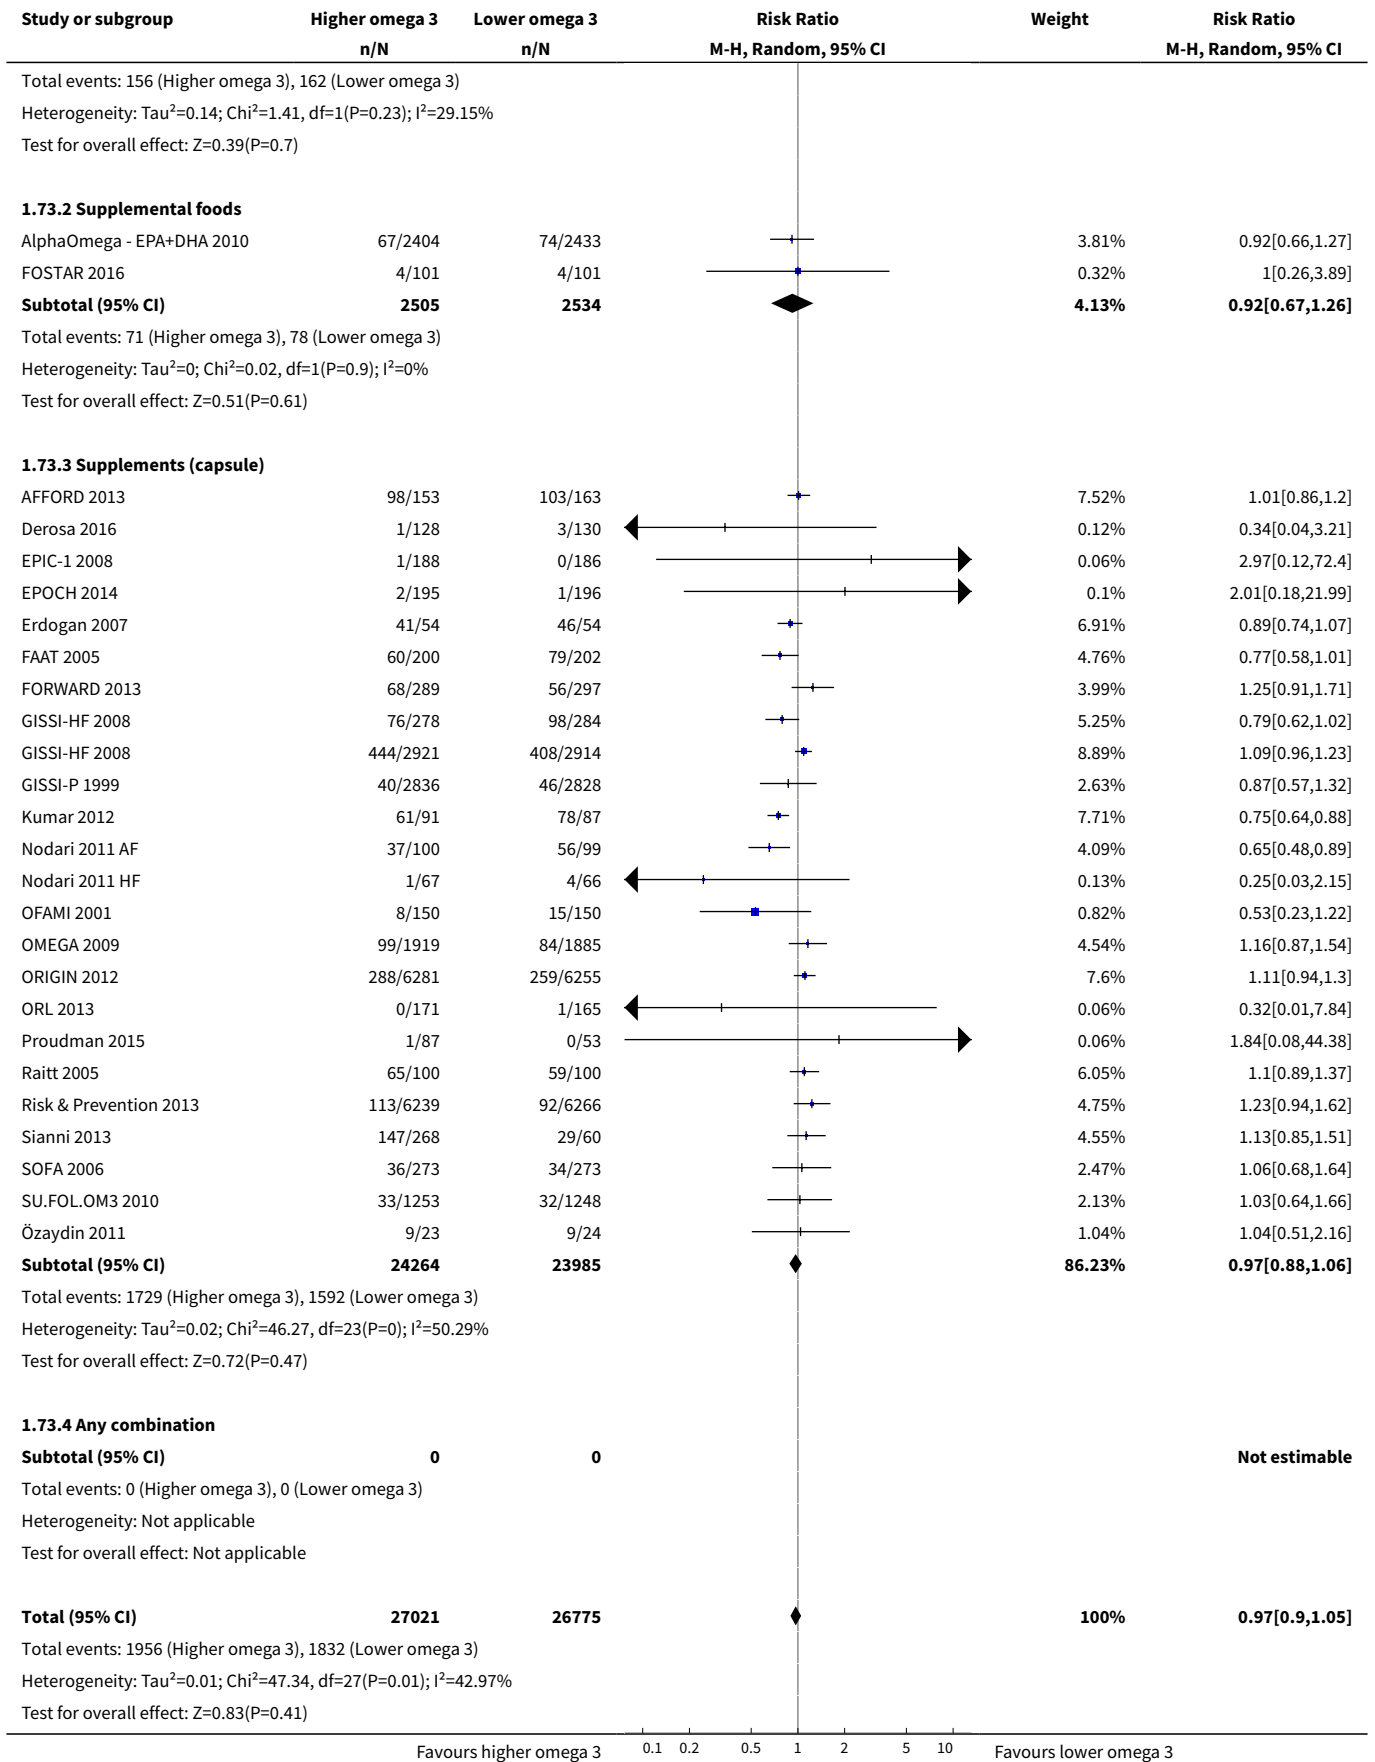 Study or subgroup Higher omega 3 Lower omega 3 Risk Ratio Weight Risk Ratio
n/N n/N M-H, Random, 95% CI M-H, Random, 95% CI
Total events: 156 (Higher omega 3), 162 (Lower omega 3)
Heterogeneity: Tau²=0.14; Chi²=1.41, df=1(P=0.23); I²=29.15%
Test for overall effect: Z=0.39(P=0.7)
1.73.2 Supplemental foods
AlphaOmega - EPA+DHA 2010 67/2404 74/2433 3.81% 0.92[0.66,1.27]
FOSTAR 2016 4/101 4/101 0.32% 1[0.26,3.89]
Subtotal (95% CI) 2505 2534 4.13% 0.92[0.67,1.26]
Total events: 71 (Higher omega 3), 78 (Lower omega 3)
Heterogeneity: Tau²=0; Chi²=0.02, df=1(P=0.9); I²=0%
Test for overall effect: Z=0.51(P=0.61)
1.73.3 Supplements (capsule)
AFFORD 2013 98/153 103/163 7.52% 1.01[0.86,1.2]
Derosa 2016 1/128 3/130 0.12% 0.34[0.04,3.21]
EPIC-1 2008 1/188 0/186 0.06% 2.97[0.12,72.4]
EPOCH 2014 2/195 1/196 0.1% 2.01[0.18,21.99]
Erdogan 2007 41/54 46/54 6.91% 0.89[0.74,1.07]
FAAT 2005 60/200 79/202 4.76% 0.77[0.58,1.01]
FORWARD 2013 68/289 56/297 3.99% 1.25[0.91,1.71]
GISSI-HF 2008 76/278 98/284 5.25% 0.79[0.62,1.02]
GISSI-HF 2008 444/2921 408/2914 8.89% 1.09[0.96,1.23]
GISSI-P 1999 40/2836 46/2828 2.63% 0.87[0.57,1.32]
Kumar 2012 61/91 78/87 7.71% 0.75[0.64,0.88]
Nodari 2011 AF 37/100 56/99 4.09% 0.65[0.48,0.89]
Nodari 2011 HF 1/67 4/66 0.13% 0.25[0.03,2.15]
OFAMI 2001 8/150 15/150 0.82% 0.53[0.23,1.22]
OMEGA 2009 99/1919 84/1885 4.54% 1.16[0.87,1.54]
ORIGIN 2012 288/6281 259/6255 7.6% 1.11[0.94,1.3]
ORL 2013 0/171 1/165 0.06% 0.32[0.01,7.84]
Proudman 2015 1/87 0/53 0.06% 1.84[0.08,44.38]
Raitt 2005 65/100 59/100 6.05% 1.1[0.89,1.37]
Risk & Prevention 2013 113/6239 92/6266 4.75% 1.23[0.94,1.62]
Sianni 2013 147/268 29/60 4.55% 1.13[0.85,1.51]
SOFA 2006 36/273 34/273 2.47% 1.06[0.68,1.64]
SU.FOL.OM3 2010 33/1253 32/1248 2.13% 1.03[0.64,1.66]
Özaydin 2011 9/23 9/24 1.04% 1.04[0.51,2.16]
Subtotal (95% CI) 24264 23985 86.23% 0.97[0.88,1.06]
Total events: 1729 (Higher omega 3), 1592 (Lower omega 3)
Heterogeneity: Tau²=0.02; Chi²=46.27, df=23(P=0); I²=50.29%
Test for overall effect: Z=0.72(P=0.47)
1.73.4 Any combination
Subtotal (95% CI) 0 0 Not estimable
Total events: 0 (Higher omega 3), 0 (Lower omega 3)
Heterogeneity: Not applicable
Test for overall effect: Not applicable
Total (95% CI) 27021 26775 100% 0.97[0.9,1.05]
Total events: 1956 (Higher omega 3), 1832 (Lower omega 3)
Heterogeneity: Tau²=0.01; Chi²=47.34, df=27(P=0.01); I²=42.97%
Test for overall effect: Z=0.83(P=0.41)
Favours higher omega 3 0.1 0.2 0.5 1 2 5 10 Favours lower omega 3